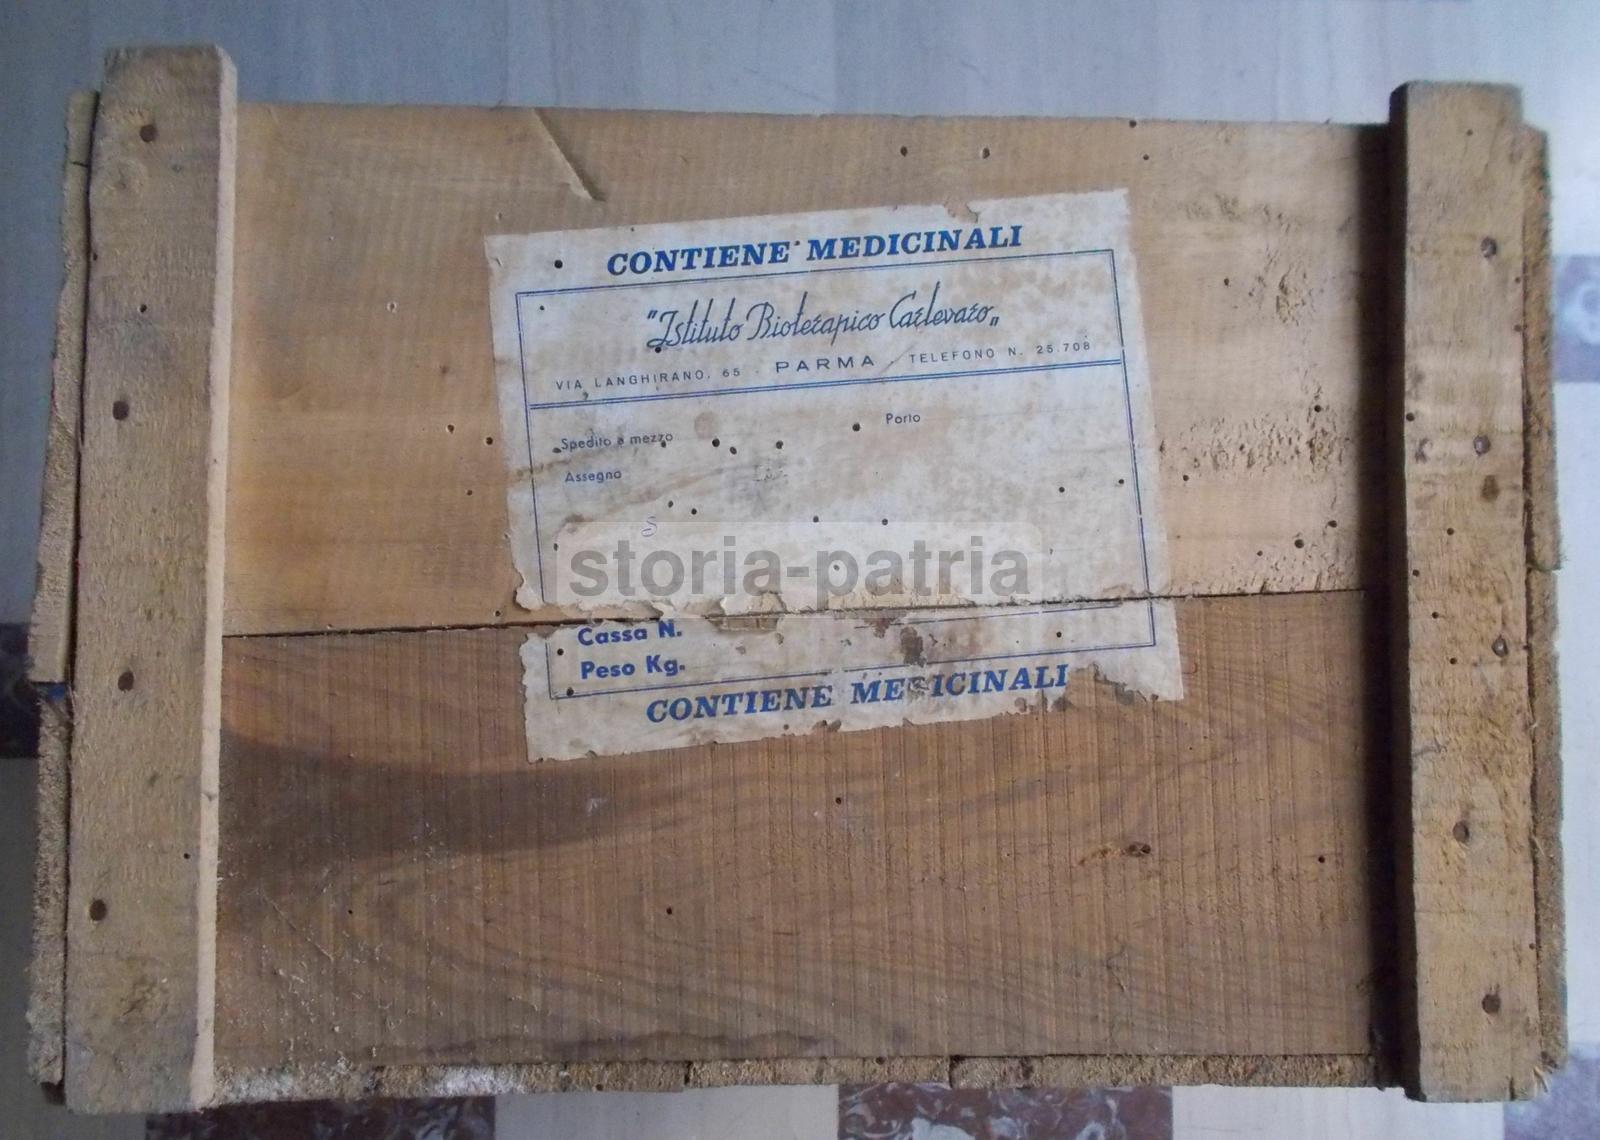 CONTIENE MEDICINALI
"Istituto Bioterapico Cartevaro„
VIA LANGHIRANO, 65 - PARMA - TELEFONO N. 25.708
Spedito a mezzo Porto
Assegno
S
storia-patria
Cassa N.
Peso Kg.
CONTIENE MEDICINALI